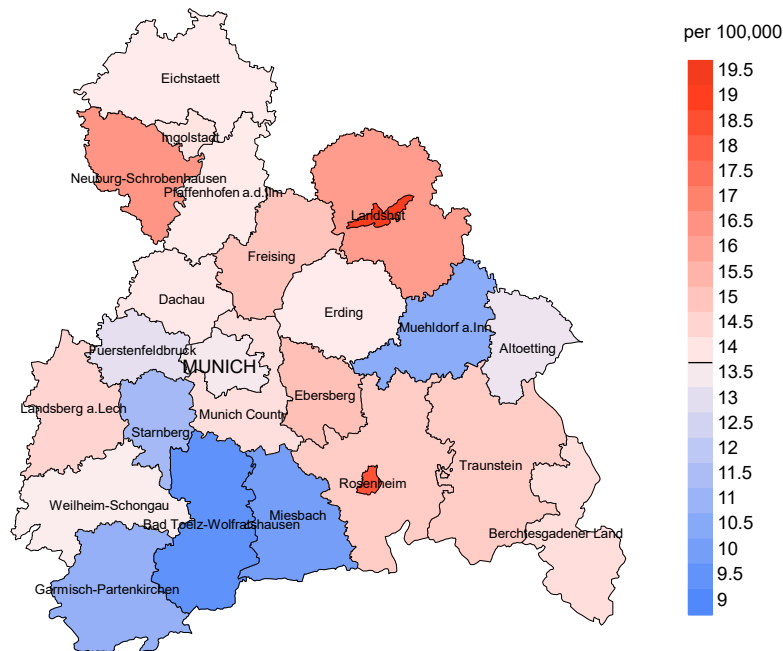 per 100,000
19.5
19
18.5
18
17.5
17
16.5
16
15.5
15
14.5
14
13.5
13
12.5
12
11.5
11
10.5
10
9.5
9
Eichstaett
Ingolstadt
Neuburg-Schrobenhausen
Pfaffenhofen a.d.Ilm
Landshut
Freising
Dachau
Erding
Muehldorf a.Inn
Altoetting
Fuerstenfeldbruck
MUNICH
Ebersberg
Landsberg a.Lech
Munich County
Starnberg
Traunstein
Rosenheim
Weilheim-Schongau
Miesbach
Bad Toelz-Wolfratshausen
Berchtesgadener Land
Garmisch-Partenkirchen